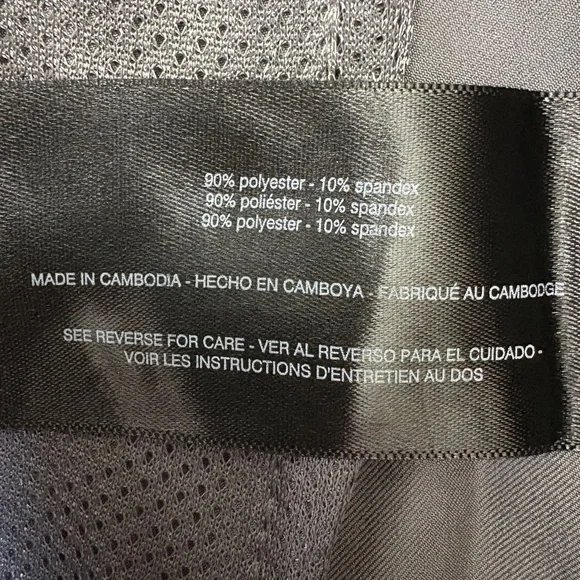 90% polyester - 10% spandex
90% poliéster - 10% spandex
90% polyester - 10% spandex
MADE IN CAMBODIA - HECHO EN CAMBOYA - FABRIQUÉ AU CAMBODGE
SEE REVERSE FOR CARE - VER AL REVERSO PARA EL CUIDADO -
VOIR LES INSTRUCTIONS D'ENTRETIEN AU DOS